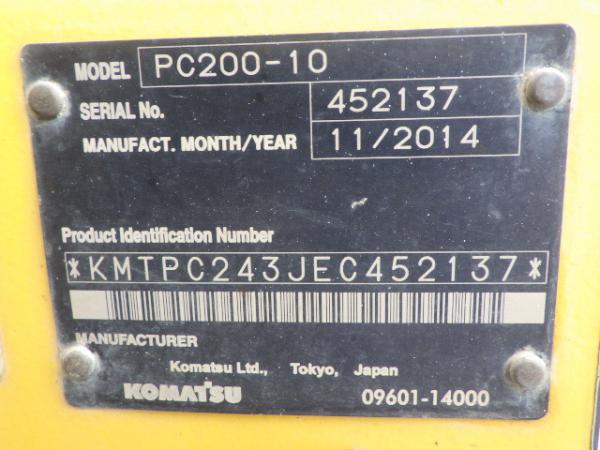 MODEL PC200-10
SERIAL No. 452137
MANUFACT. MONTH/YEAR 11/2014
Product Identification Number
*KMTPC243JEC452137*
MANUFACTURER
Komatsu Ltd., Tokyo, Japan
KOMATSU 09601-14000